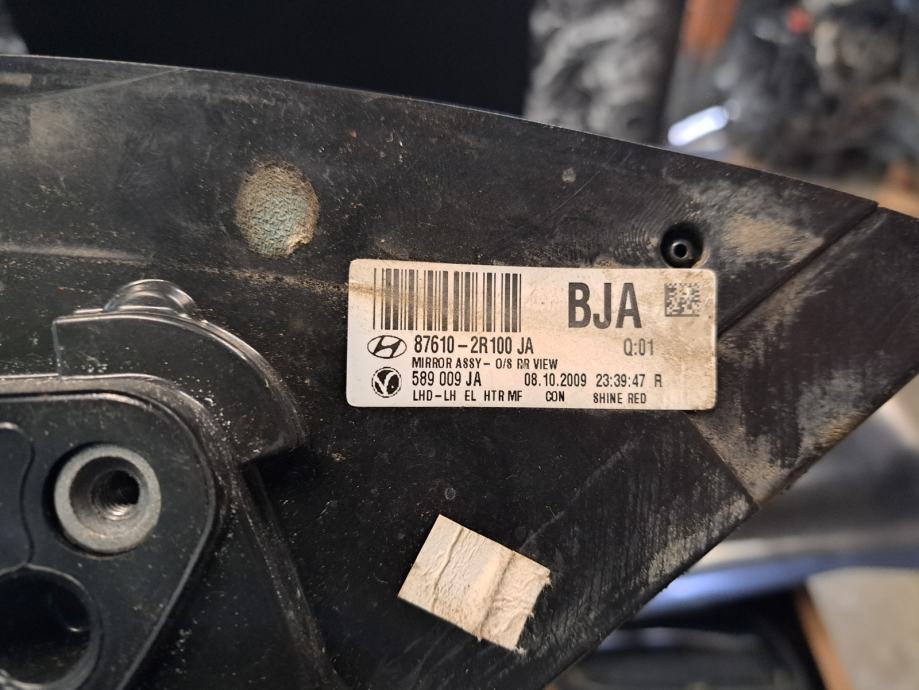 BJA
87610-2R100 JA Q:01
MIRROR ASSY- O/S RR VIEW
589 009 JA 08.10.2009 23:39:47 R
LHD-LH EL HTR MF CON SHINE RED